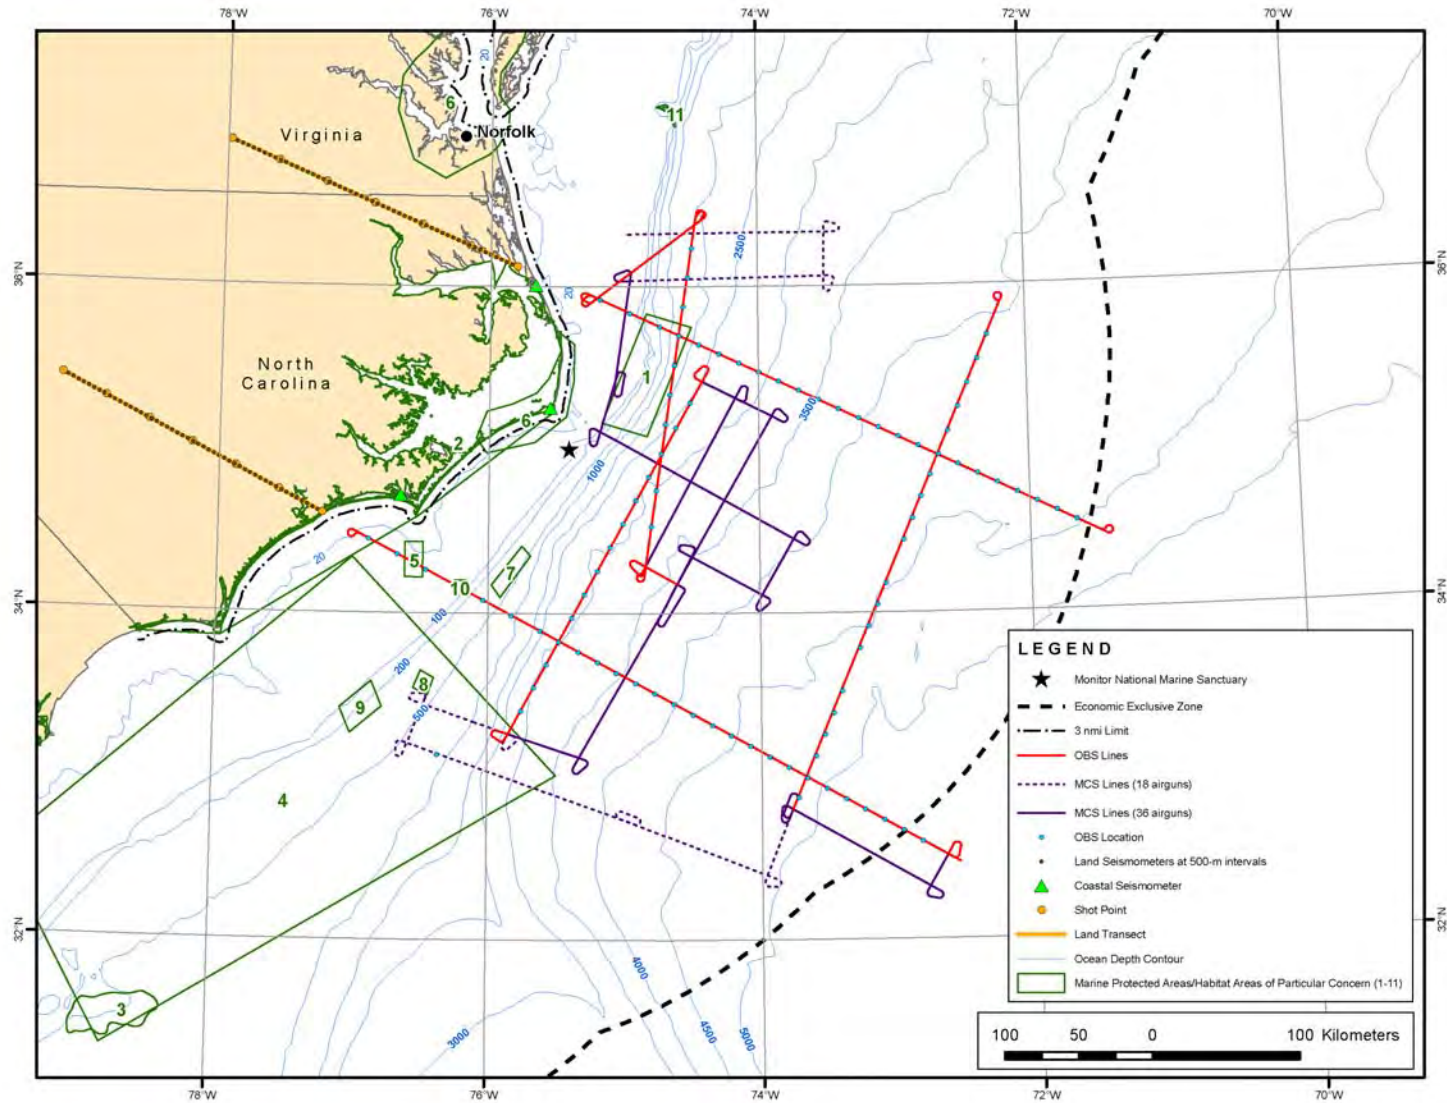 78°W 76°W 74°W 72°W 70°W
20
6
11
Virginia
Norfolk
2500
36°N 36°N
20
North
Carolina
1
3500
6
2
1000
20
5
7
10
34°N 34°N
100
200
8
500
9
4
32°N 32°N
3
4000
3000
4500
5000
LEGEND
Monitor National Marine Sanctuary
Economic Exclusive Zone
3 nmi Limit
OBS Lines
MCS Lines (18 airguns)
MCS Lines (36 airguns)
OBS Location
Land Seismometers at 500-m intervals
Coastal Seismometer
Shot Point
Land Transect
Ocean Depth Contour
Marine Protected Areas/Habitat Areas of Particular Concern (1-11)
100 50 0 100 Kilometers
78°W 76°W 74°W 72°W 70°W